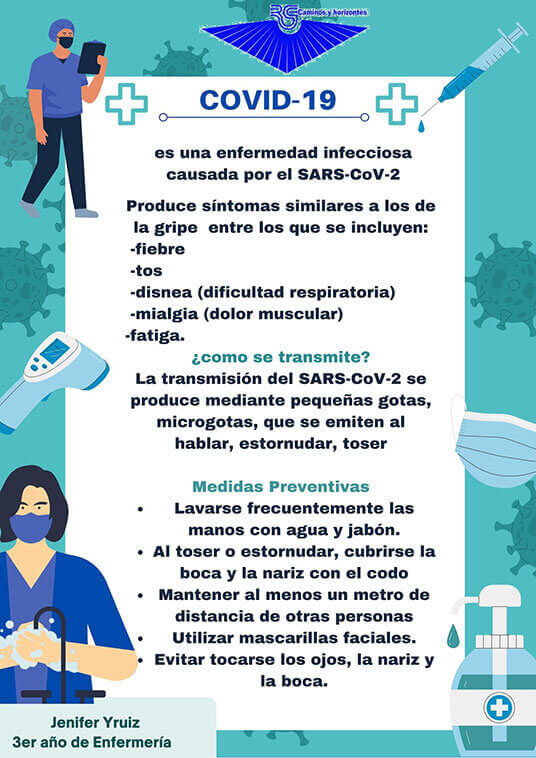 RCS Caminos y horizontes
COVID-19
es una enfermedad infecciosa
causada por el SARS-CoV-2
Produce síntomas similares a los de
la gripe entre los que se incluyen:
-fiebre
-tos
-disnea (dificultad respiratoria)
-mialgia (dolor muscular)
-fatiga.
¿como se transmite?
La transmisión del SARS-CoV-2 se
produce mediante pequeñas gotas,
microgotas, que se emiten al
hablar, estornudar, toser
Medidas Preventivas
• Lavarse frecuentemente las
manos con agua y jabón.
• Al toser o estornudar, cubrirse la
boca y la nariz con el codo
• Mantener al menos un metro de
distancia de otras personas
• Utilizar mascarillas faciales.
• Evitar tocarse los ojos, la nariz y
la boca.
Jenifer Yruiz
3er año de Enfermería